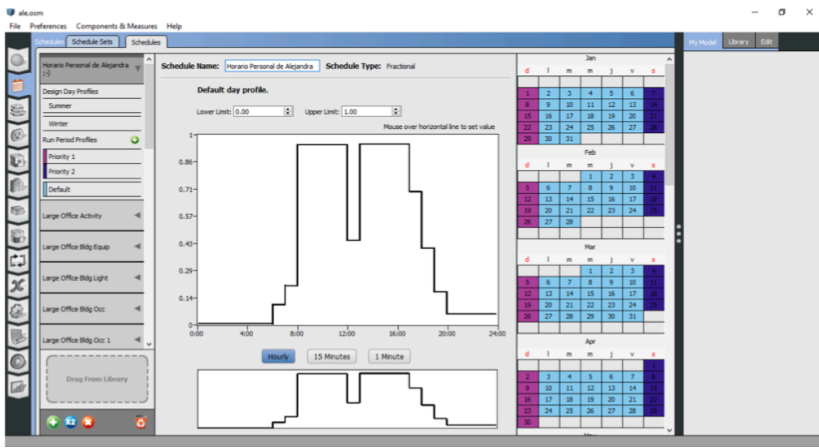 ale.osm
File Preferences Components & Measures Help
Schedules Schedule Sets Schedules
My Model Library Edit
Horario Personal de Alejandra
;-)
Design Day Profiles
Summer
Winter
Run Period Profiles
Priority 1
Priority 2
Default
Large Office Activity
Large Office Bldg Equip
Large Office Bldg Light
Large Office Bldg Occ
Large Office Bldg Occ 1
Drag From Library
x2
Schedule Name: Horario Personal de Alejandra Schedule Type: Fractional
Default day profile.
Lower Limit: 0.00 Upper Limit: 1.00
Mouse over horizontal line to set value
1
0.86
0.71
0.57
0.43
0.29
0.14
0
0:00 4:00 8:00 12:00 16:00 20:00 24:00
Hourly 15 Minutes 1 Minute
Jan
d l m m j v s
1 2 3 4 5 6 7
8 9 10 11 12 13 14
15 16 17 18 19 20 21
22 23 24 25 26 27 28
29 30 31
Feb
d l m m j v s
1 2 3 4
5 6 7 8 9 10 11
12 13 14 15 16 17 18
19 20 21 22 23 24 25
26 27 28
Mar
d l m m j v s
1 2 3 4
5 6 7 8 9 10 11
12 13 14 15 16 17 18
19 20 21 22 23 24 25
26 27 28 29 30 31
Apr
d l m m j v s
1
2 3 4 5 6 7 8
9 10 11 12 13 14 15
16 17 18 19 20 21 22
23 24 25 26 27 28 29
30